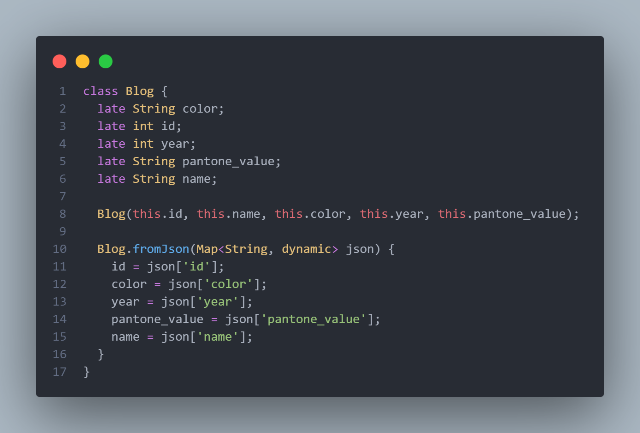 1 class Blog {
2   late String color;
3   late int id;
4   late int year;
5   late String pantone_value;
6   late String name;
7
8   Blog(this.id, this.name, this.color, this.year, this.pantone_value);
9
10   Blog.fromJson(Map<String, dynamic> json) {
11     id = json['id'];
12     color = json['color'];
13     year = json['year'];
14     pantone_value = json['pantone_value'];
15     name = json['name'];
16   }
17 }